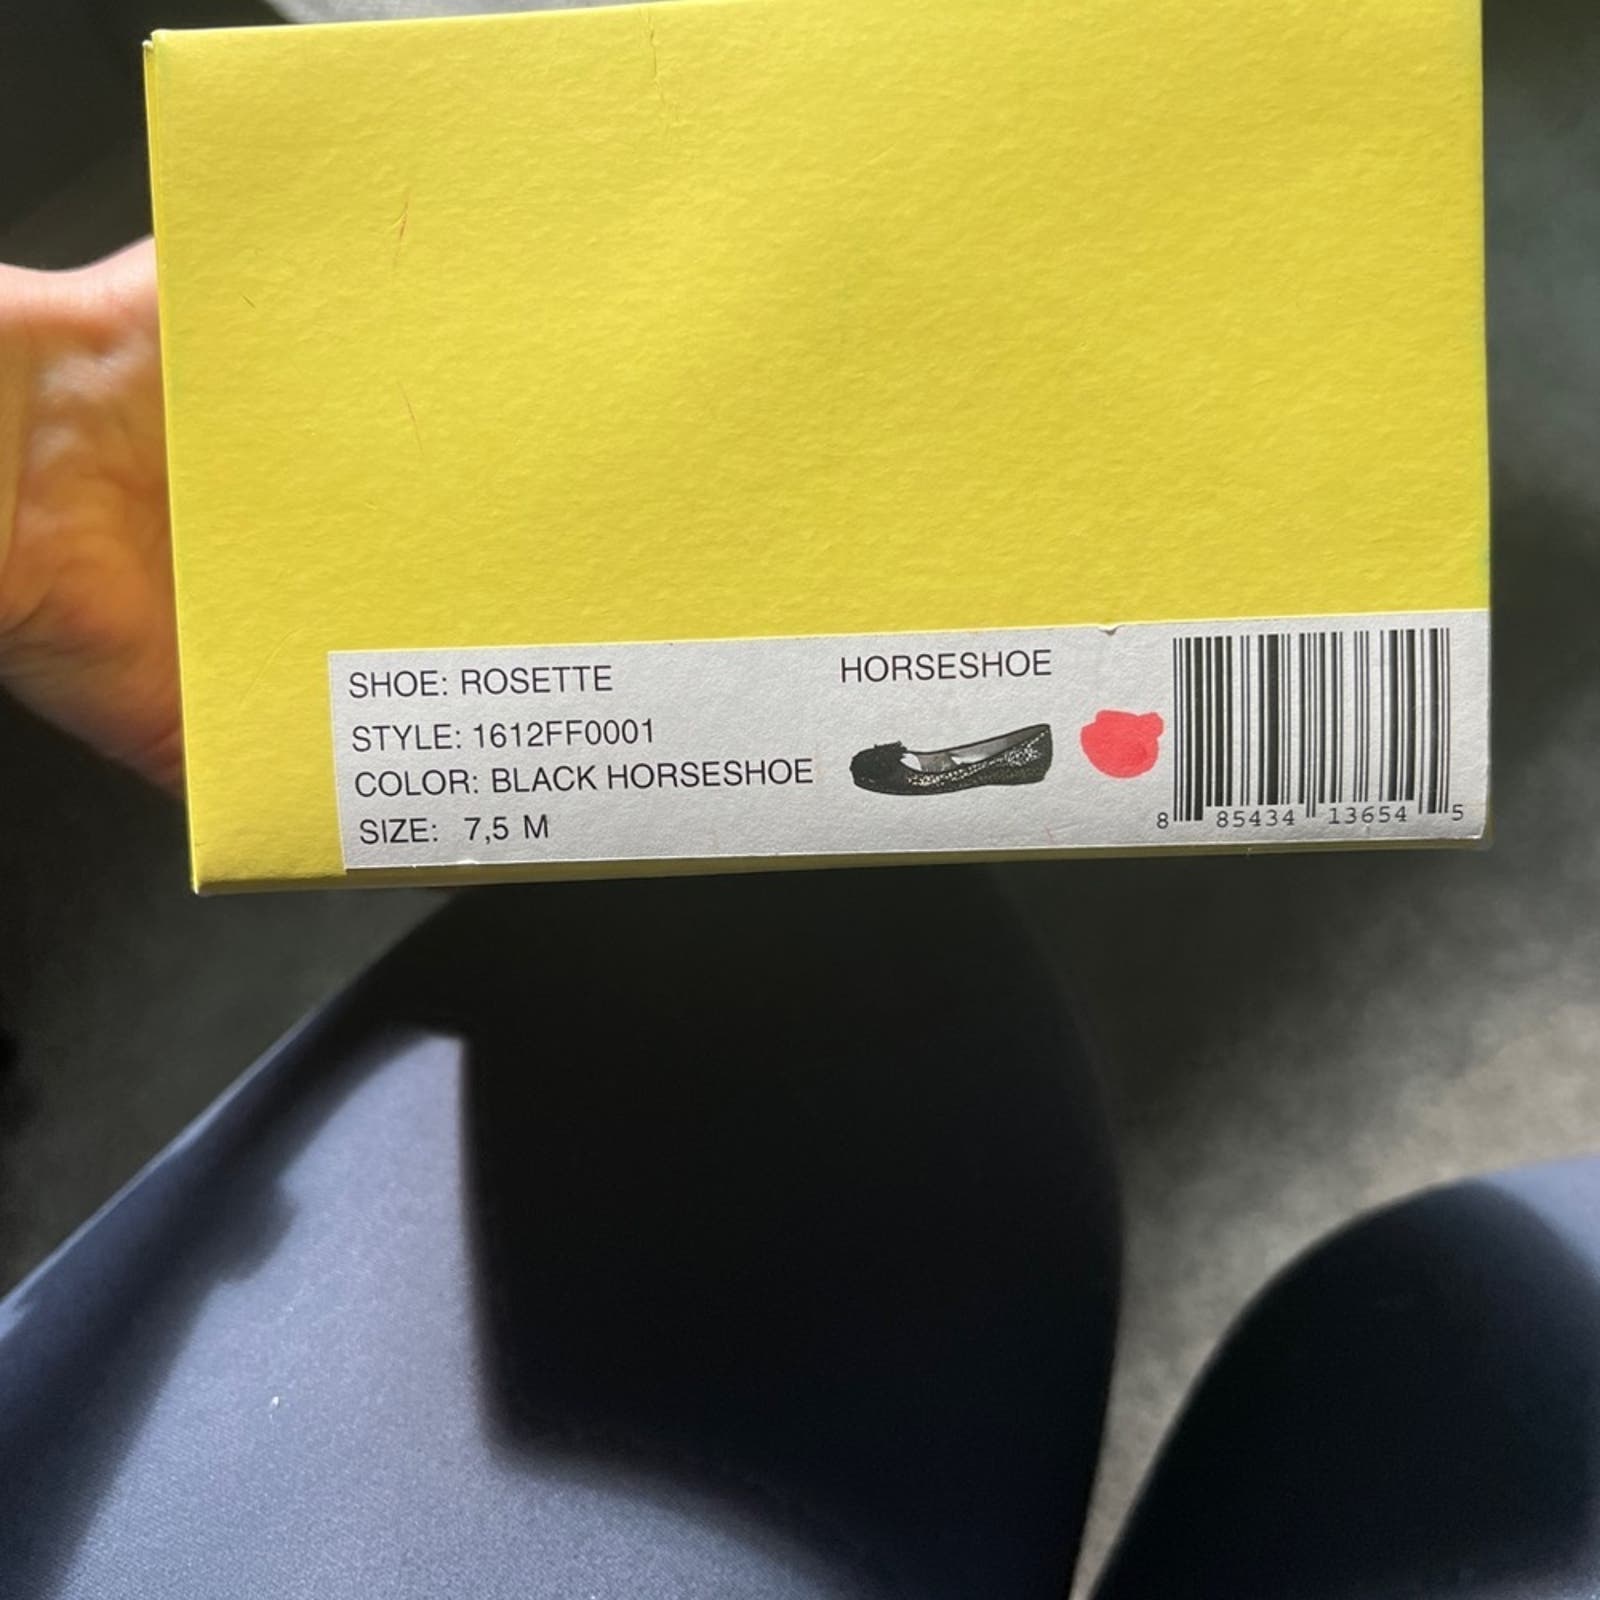 SHOE: ROSETTE
HORSESHOE
STYLE: 1612FF0001
COLOR: BLACK HORSESHOE
SIZE: 7,5 M
8 85434 13654 5